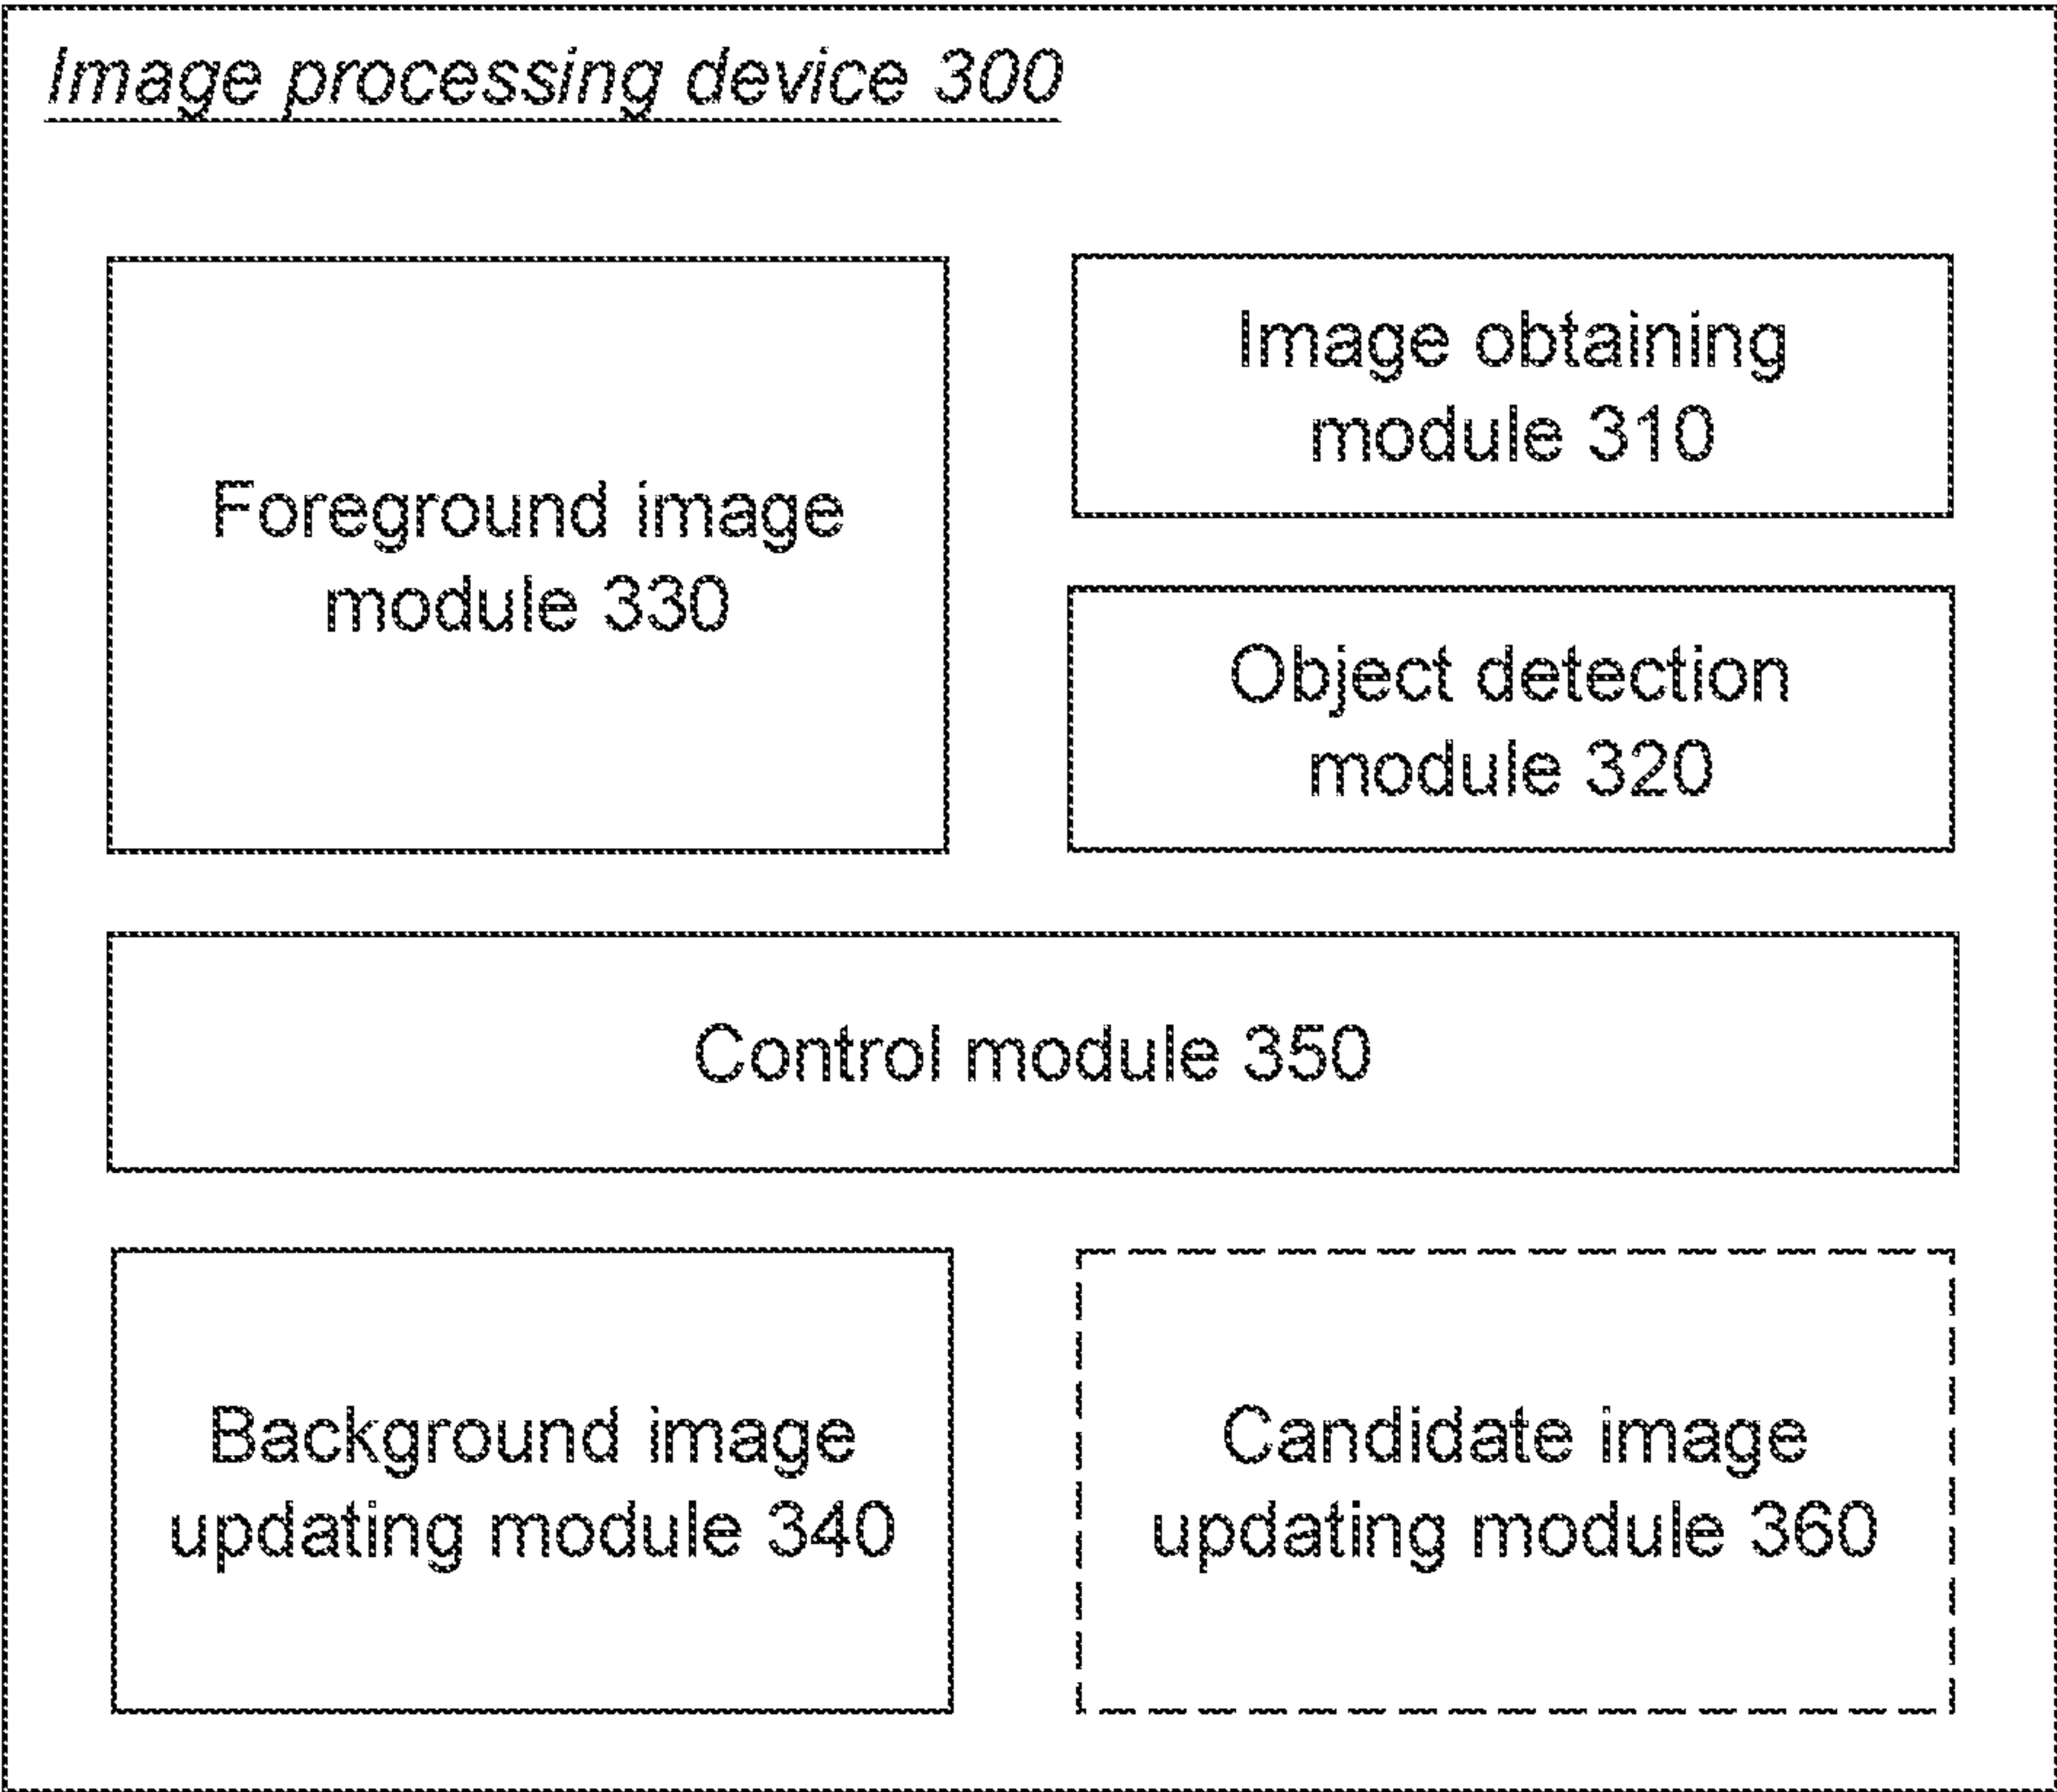 Image processing device 300
Foreground image
module 330
Image obtaining
module 310
Object detection
module 320
Control module 350
Background image
updating module 340
Candidate image
updating module 360